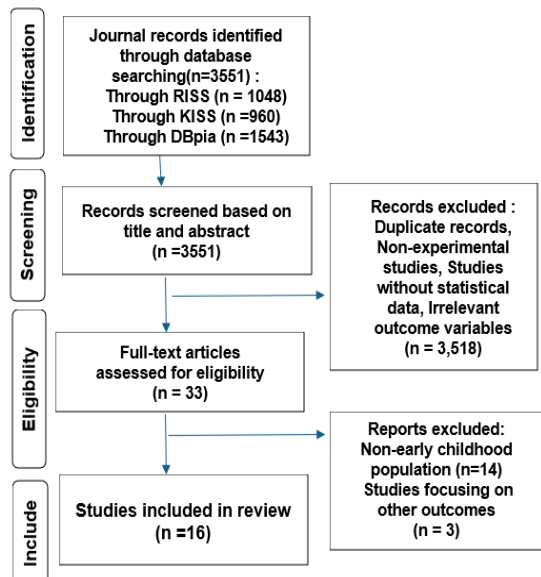 Identification
Journal records identified
through database
searching(n=3551) :
Through RISS (n = 1048)
Through KISS (n =960)
Through DBpia (n =1543)
Screening
Records screened based on
title and abstract
(n =3551)
Records excluded :
Duplicate records,
Non-experimental
studies, Studies
without statistical
data, Irrelevant
outcome variables
(n = 3,518)
Eligibility
Full-text articles
assessed for eligibility
(n = 33)
Reports excluded:
Non-early childhood
population (n=14)
Studies focusing on
other outcomes
(n = 3)
Include
Studies included in review
(n =16)